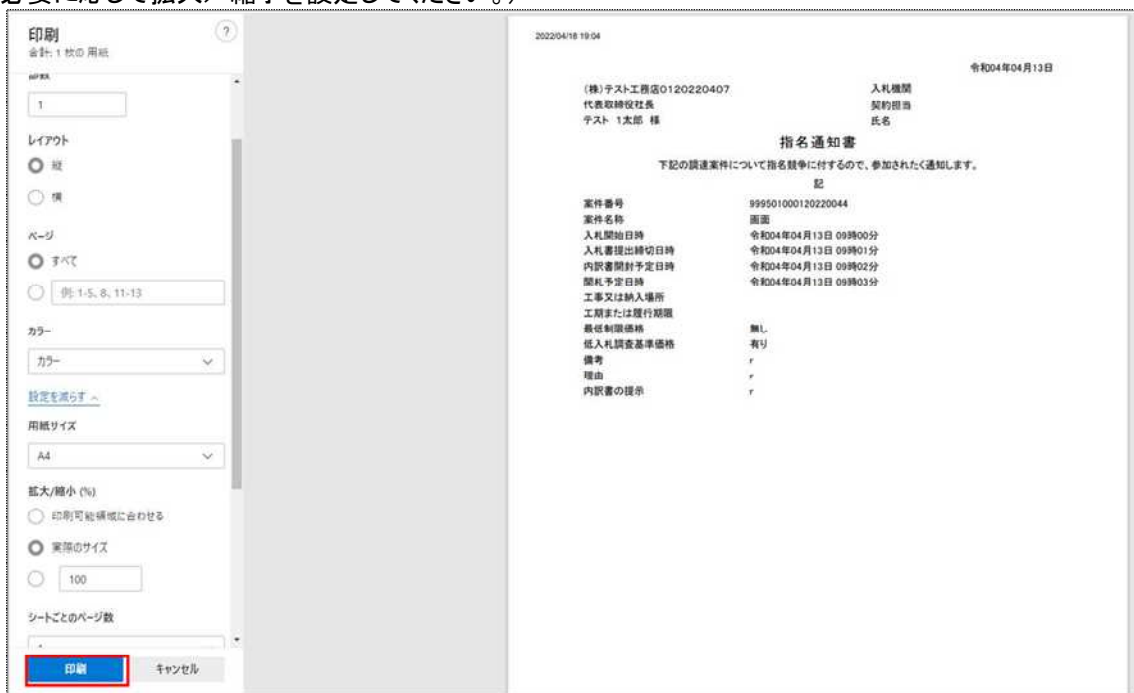 必要に応じて拡大／縮小を設定してください。）
印刷
?
合計: 1 枚の 用紙
部数
1
レイアウト
縦
横
ページ
すべて
例: 1-5、8、11-13
カラー
カラー
設定を減らす
用紙サイズ
A4
拡大/縮小 (%)
印刷可能領域に合わせる
実際のサイズ
100
シートごとのページ数
印刷 キャンセル
2022/04/18 19:04
令和04年04月13日
(株)テスト工務店0120220407 入札機関
代表取締役社長 契約担当
テスト 1太郎 様 氏名
指名通知書
下記の調達案件について指名競争に付するので、参加されたく通知します。
記
案件番号 999501000120220044
案件名称 画面
入札開始日時 令和04年04月13日 09時00分
入札書提出締切日時 令和04年04月13日 09時01分
内訳書開封予定日時 令和04年04月13日 09時02分
開札予定日時 令和04年04月13日 09時03分
工事又は納入場所
工期または履行期限
最低制限価格 無し
低入札調査基準価格 有り
備考 r
理由 r
内訳書の提示 r